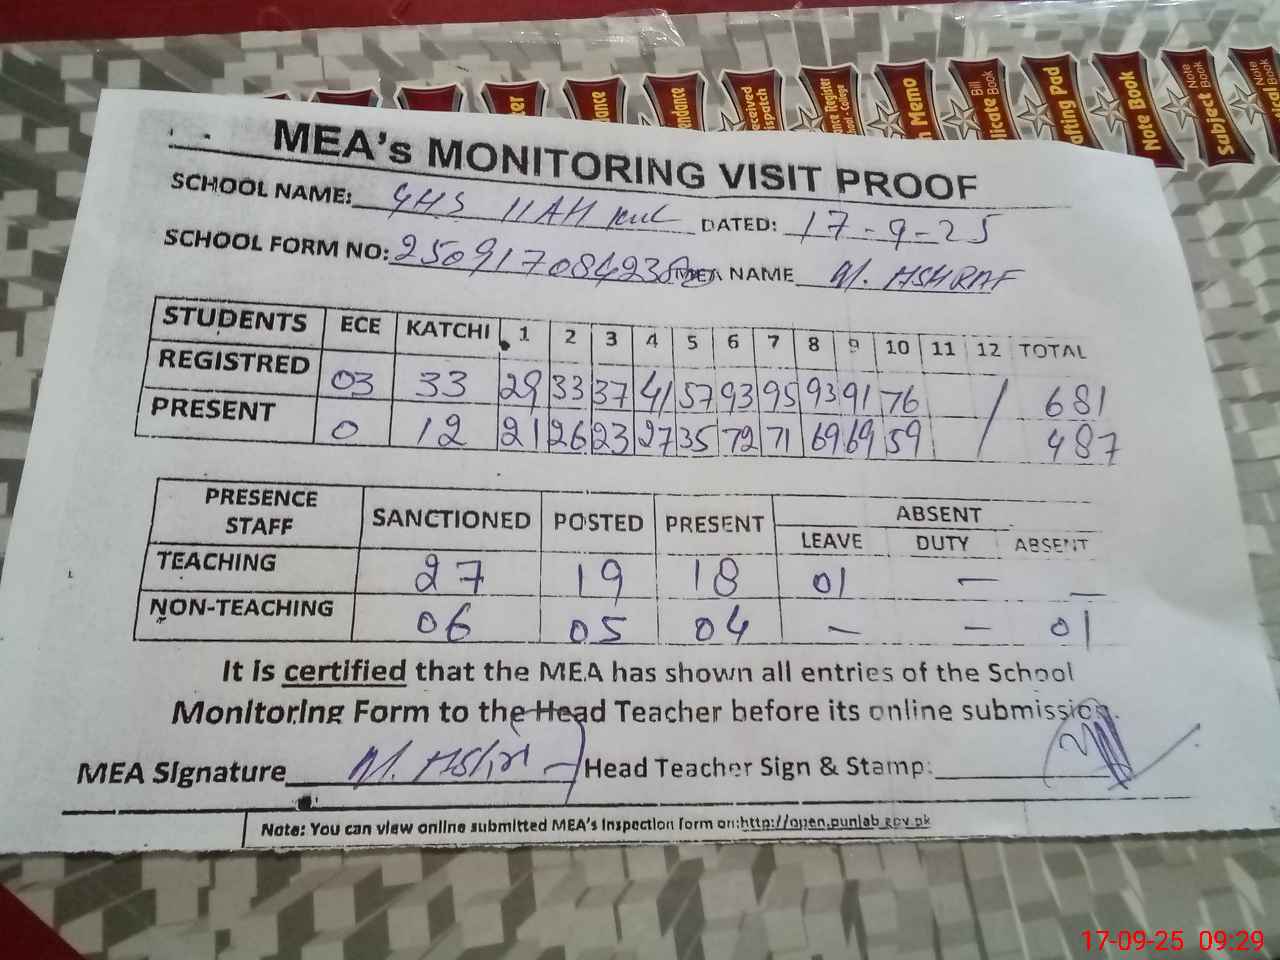 Received
Dispatch
Memo
Bill
Book
Note Book
Subject Note Book
MEA's MONITORING VISIT PROOF
SCHOOL NAME: GHS 11AH KWL DATED: 17-9-25
SCHOOL FORM NO: MEA NAME M. ASHRAF
STUDENTS ECE KATCHI 1 2 3 4 5 6 7 8 9 10 11 12 TOTAL
REGISTRED 03 33 29 33 37 41 57 93 95 93 91 76 / 681
PRESENT 0 12 21 26 23 27 35 72 71 69 69 59 / 487
PRESENCE STAFF SANCTIONED POSTED PRESENT ABSENT
LEAVE DUTY ABSENT
TEACHING 27 19 18 01 — —
NON-TEACHING 06 05 04 — — 01
It is certified that the MEA has shown all entries of the School
Monitoring Form to the Head Teacher before its online submission.
MEA Signature Head Teacher Sign & Stamp:
Note: You can view online submitted MEA's Inspection form on:http://open.punjab.gov.pk
17-09-25 09:29